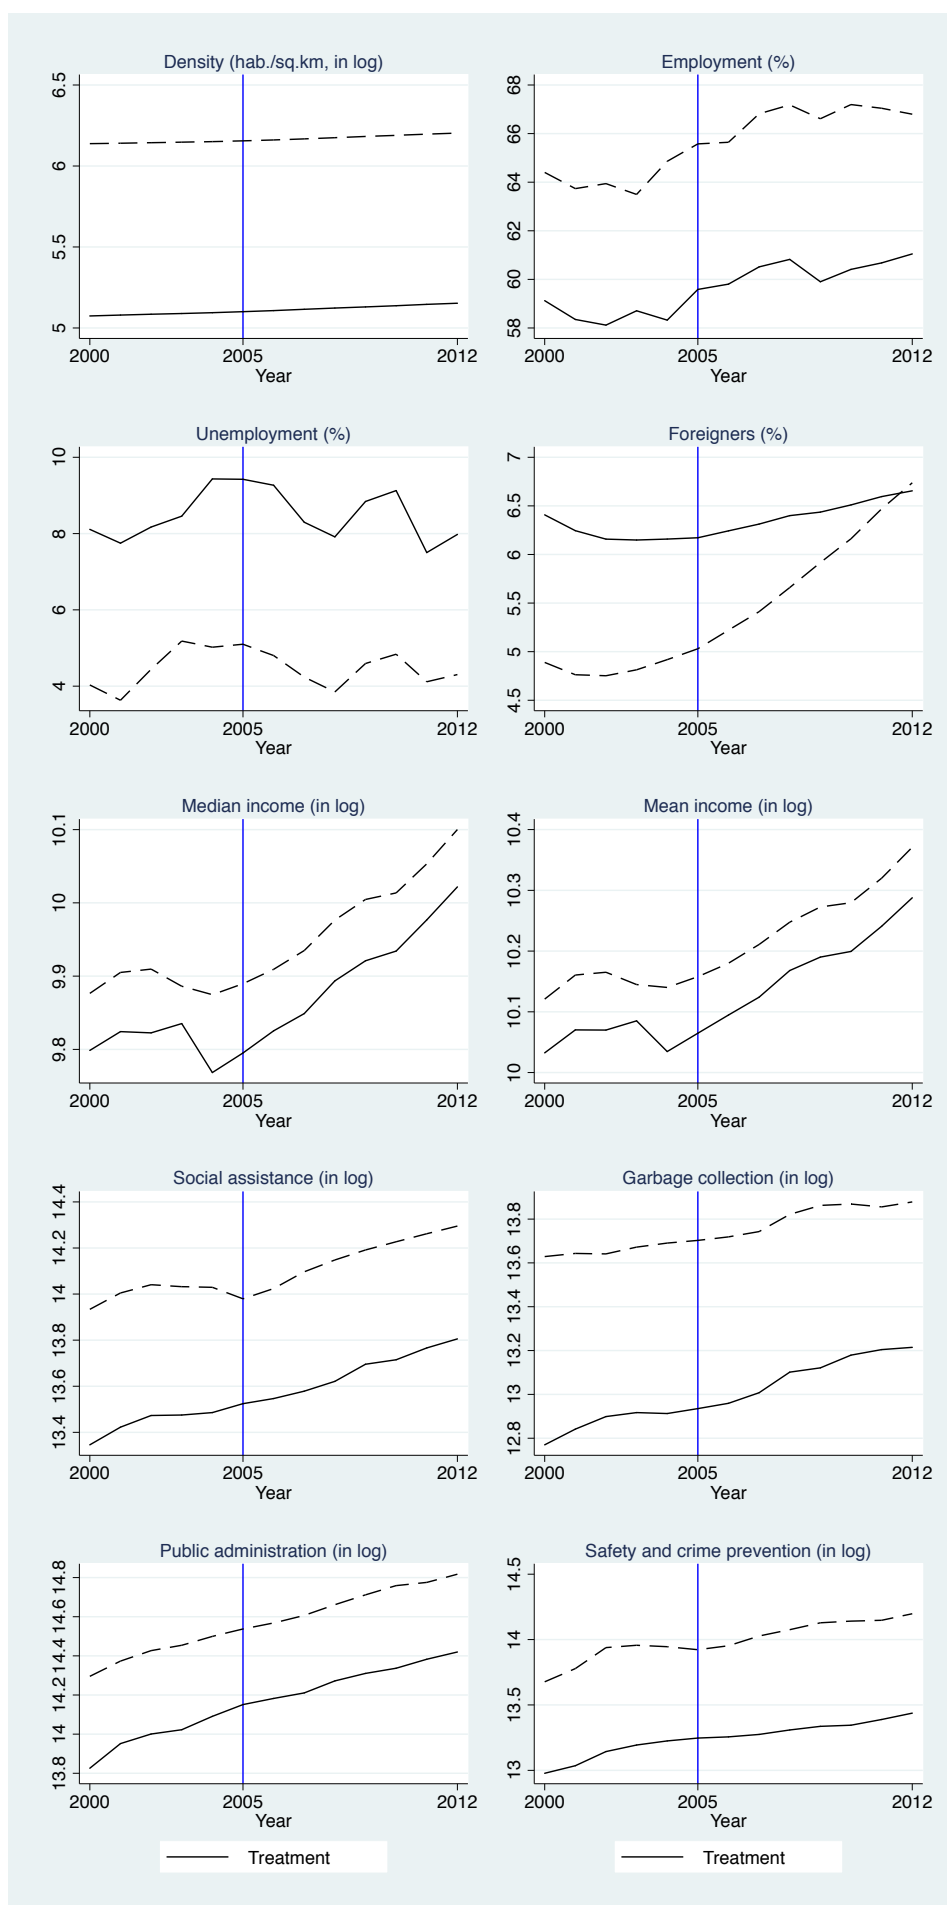 Density (hab./sq.km, in log)
6.5
6
5.5
5
2000 2005 2012
Year
Employment (%)
68
66
64
62
60
58
2000 2005 2012
Year
Unemployment (%)
10
8
6
4
2000 2005 2012
Year
Foreigners (%)
7
6.5
6
5.5
5
4.5
2000 2005 2012
Year
Median income (in log)
10.1
10
9.9
9.8
2000 2005 2012
Year
Mean income (in log)
10.4
10.3
10.2
10.1
10
2000 2005 2012
Year
Social assistance (in log)
14.4
14.2
14
13.8
13.6
13.4
2000 2005 2012
Year
Garbage collection (in log)
13.8
13.6
13.4
13.2
13
12.8
2000 2005 2012
Year
Public administration (in log)
14.8
14.6
14.4
14.2
14
13.8
2000 2005 2012
Year
Safety and crime prevention (in log)
14.5
14
13.5
13
2000 2005 2012
Year
Treatment
Treatment